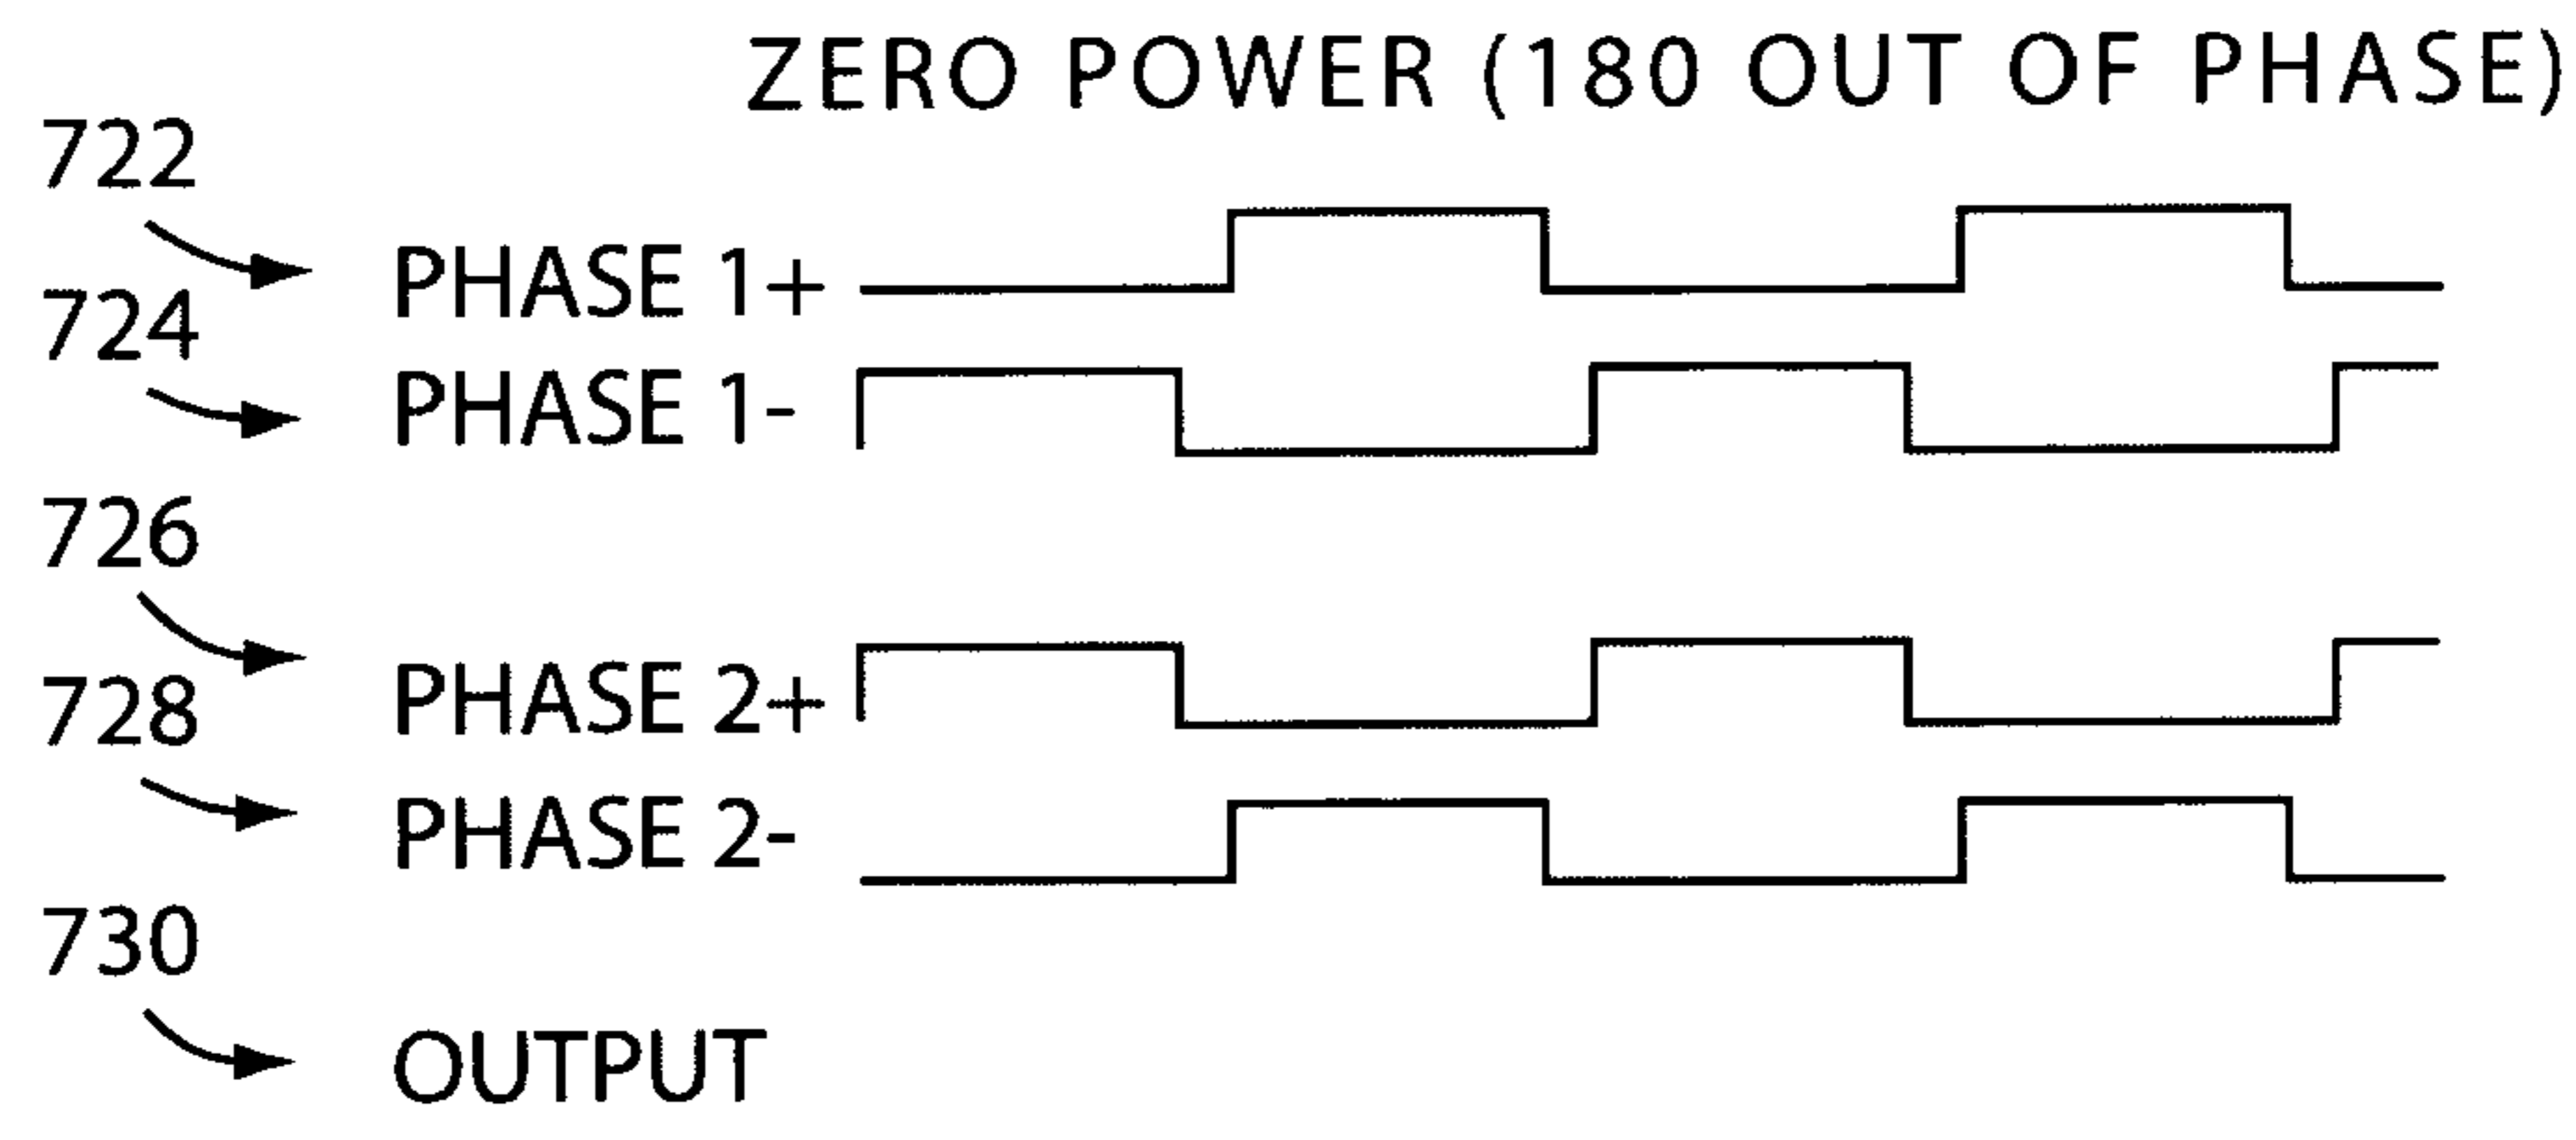 ZERO POWER (180 OUT OF PHASE)
722
PHASE 1+
724
PHASE 1-
726
PHASE 2+
728
PHASE 2-
730
OUTPUT